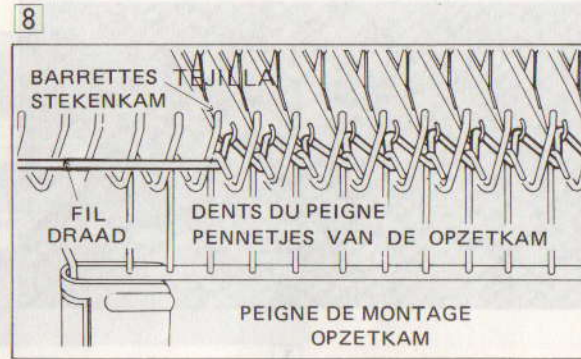 8
BARRETTES TEJILLA
STEKENKAM
FIL
DRAAD
DENTS DU PEIGNE
PENNETJES VAN DE OPZETKAM
PEIGNE DE MONTAGE
OPZETKAM